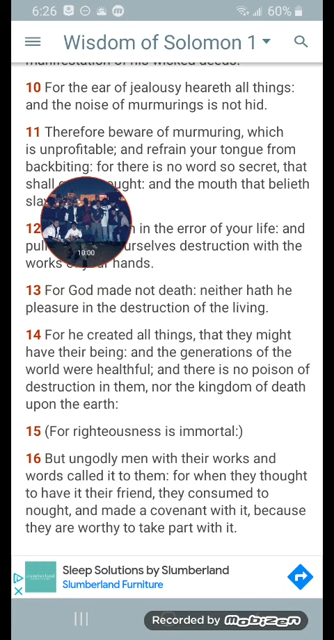 6:26
60%
Wisdom of Solomon 1
manifestation of his wicked deeds.
10 For the ear of jealousy heareth all things:
and the noise of murmurings is not hid.
11 Therefore beware of murmuring, which
is unprofitable; and refrain your tongue from
backbiting: for there is no word so secret, that
shall ought: and the mouth that belieth
12 in the error of your life: and
ourselves destruction with the
works hands.
10:00
13 For God made not death: neither hath he
pleasure in the destruction of the living.
14 For he created all things, that they might
have their being: and the generations of the
world were healthful; and there is no poison of
destruction in them, nor the kingdom of death
upon the earth:
15 (For righteousness is immortal:)
16 But ungodly men with their works and
words called it to them: for when they thought
to have it their friend, they consumed to
nought, and made a covenant with it, because
they are worthy to take part with it.
Sleep Solutions by Slumberland
Slumberland Furniture
Recorded by mobizen